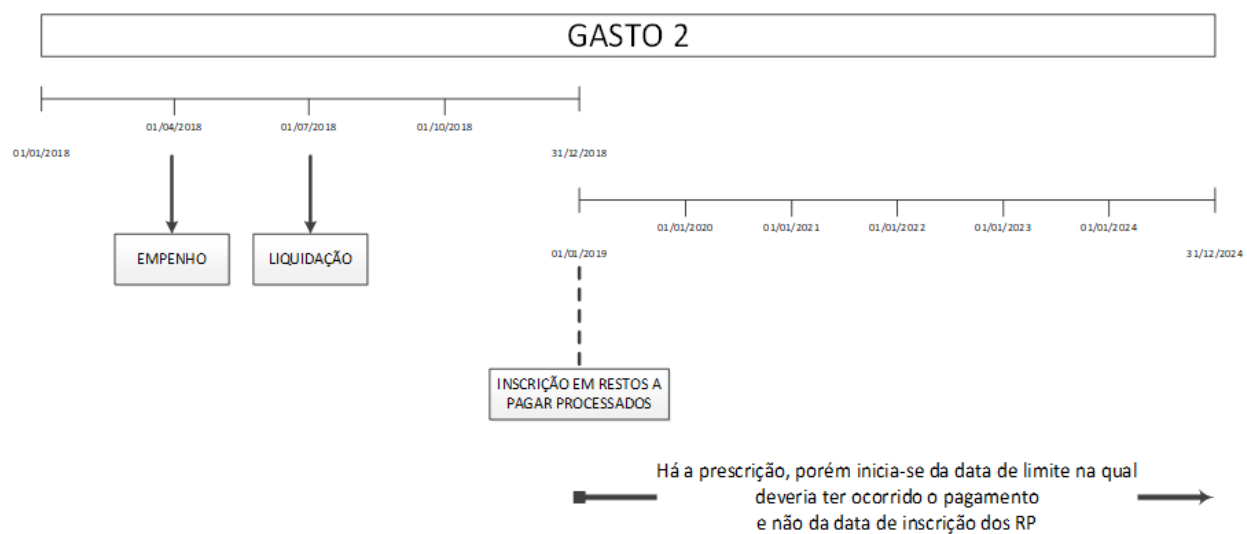 GASTO 2
01/04/2018
01/07/2018
01/10/2018
01/01/2018
31/12/2018
01/01/2020
01/01/2021
01/01/2022
01/01/2023
01/01/2024
EMPENHO
LIQUIDAÇÃO
01/01/2019
31/12/2024
INSCRIÇÃO EM RESTOS A
PAGAR PROCESSADOS
Há a prescrição, porém inicia-se da data de limite na qual
deveria ter ocorrido o pagamento
e não da data de inscrição dos RP